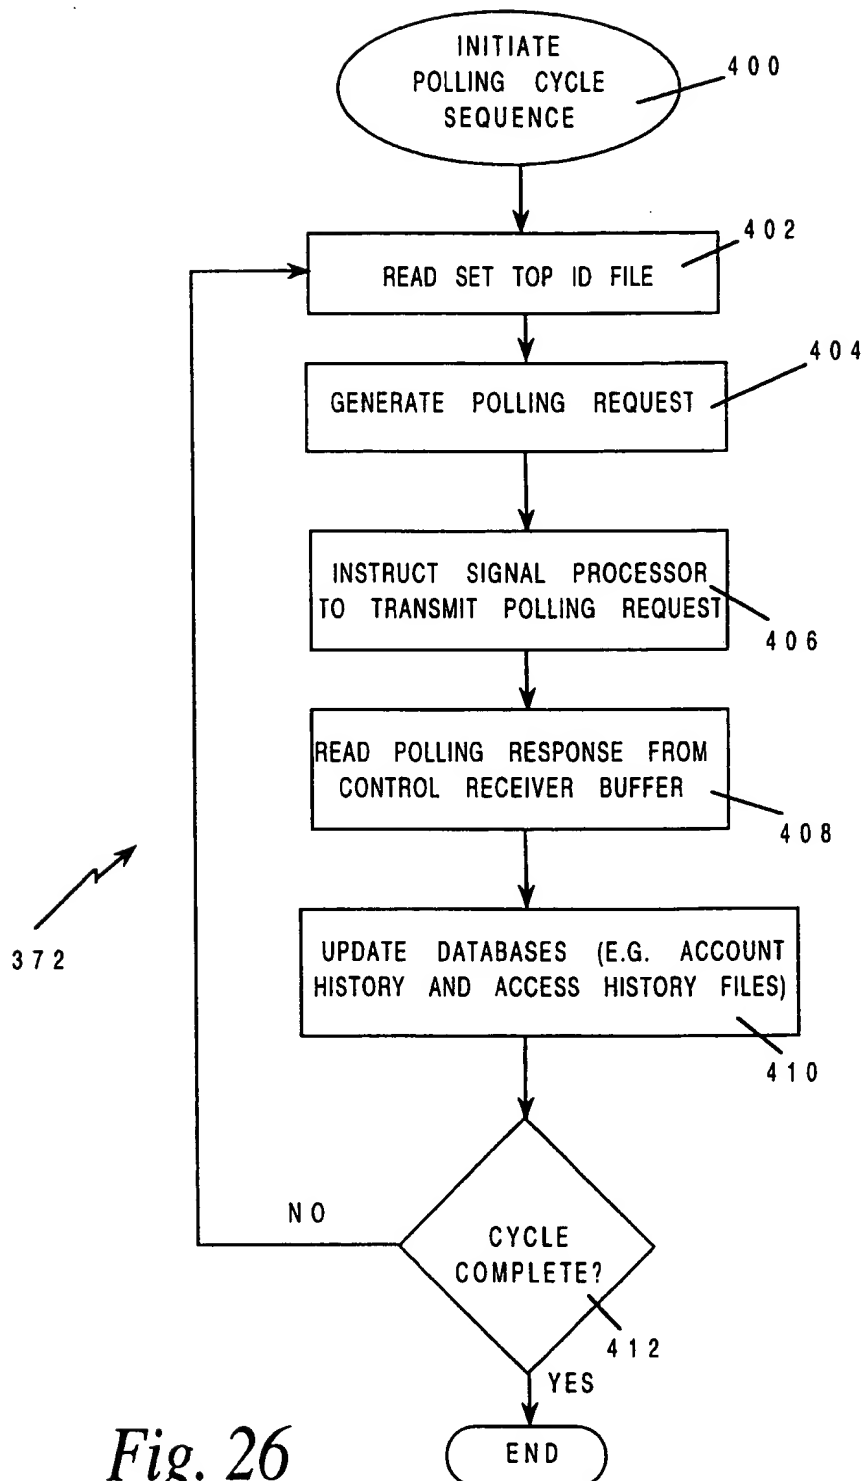 INITIATE
POLLING CYCLE
SEQUENCE
400
402
READ SET TOP ID FILE
404
GENERATE POLLING REQUEST
INSTRUCT SIGNAL PROCESSOR
TO TRANSMIT POLLING REQUEST
406
READ POLLING RESPONSE FROM
CONTROL RECEIVER BUFFER
408
372
UPDATE DATABASES (E.G. ACCOUNT
HISTORY AND ACCESS HISTORY FILES)
410
NO
CYCLE
COMPLETE?
412
YES
END
Fig. 26